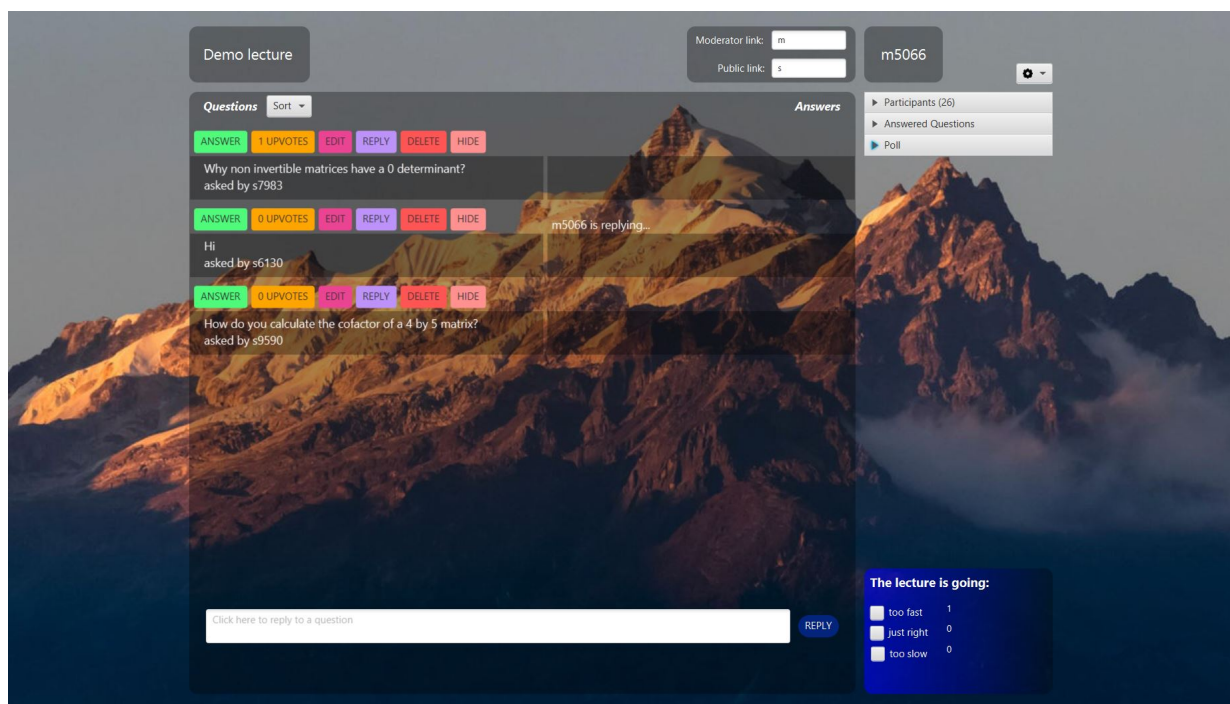 Demo lecture
Moderator link: m
Public link: s
m5066
Questions Sort Answers
Participants (26)
Answered Questions
Poll
ANSWER 1 UPVOTES EDIT REPLY DELETE HIDE
Why non invertible matrices have a 0 determinant?
asked by s7983
ANSWER 0 UPVOTES EDIT REPLY DELETE HIDE
m5066 is replying...
Hi
asked by s6130
ANSWER 0 UPVOTES EDIT REPLY DELETE HIDE
How do you calculate the cofactor of a 4 by 5 matrix?
asked by s9590
Click here to reply to a question
REPLY
The lecture is going:
too fast 1
just right 0
too slow 0